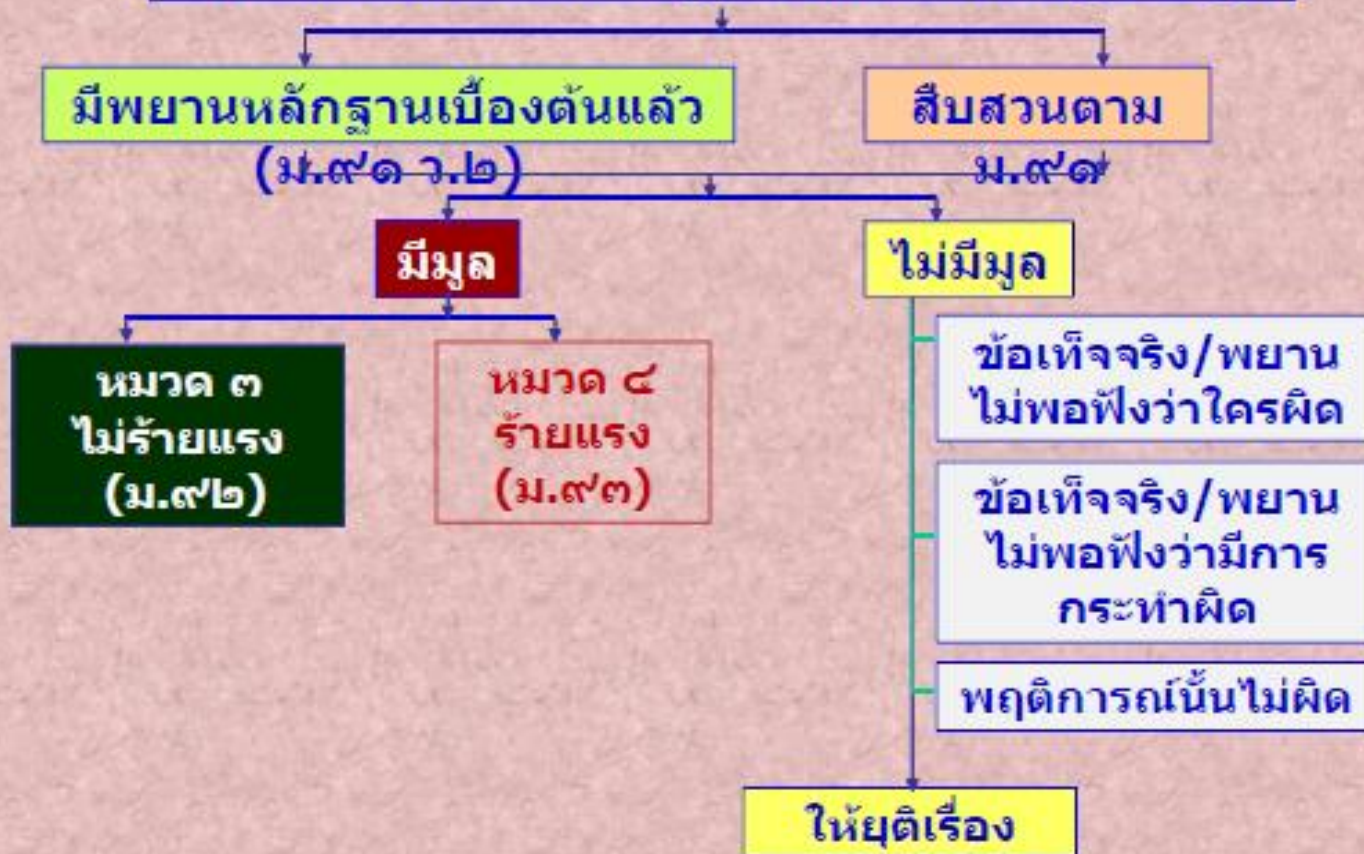 มีพยานหลักฐานเบื้องต้นแล้ว
(ม.๙๑ ว.๒)
สืบสวนตาม
ม.๙๑
มีมูล
ไม่มีมูล
หมวด ๓
ไม่ร้ายแรง
(ม.๙๒)
หมวด ๔
ร้ายแรง
(ม.๙๓)
ข้อเท็จจริง/พยาน
ไม่พอฟังว่าใครผิด
ข้อเท็จจริง/พยาน
ไม่พอฟังว่ามีการ
กระทำผิด
พฤติการณ์นั้นไม่ผิด
ให้ยุติเรื่อง